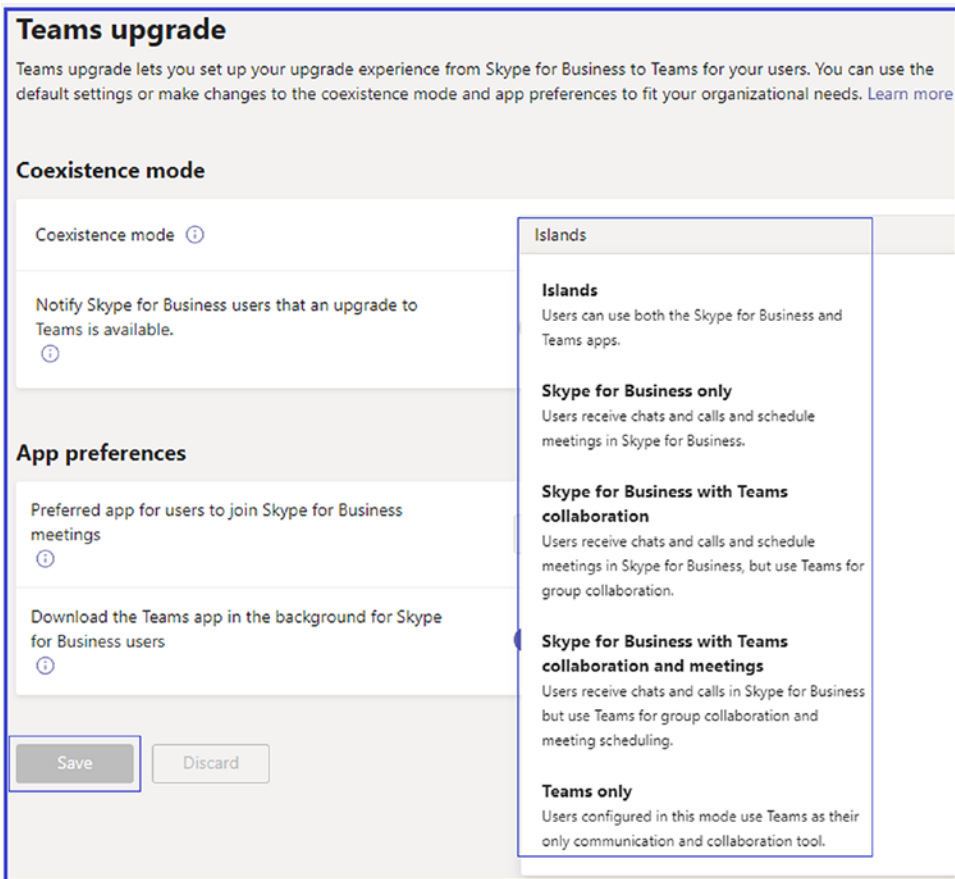 Teams upgrade
Teams upgrade lets you set up your upgrade experience from Skype for Business to Teams for your users. You can use the
default settings or make changes to the coexistence mode and app preferences to fit your organizational needs. Learn more
Coexistence mode
Coexistence mode
Notify Skype for Business users that an upgrade to
Teams is available.
App preferences
Preferred app for users to join Skype for Business
meetings
Download the Teams app in the background for Skype
for Business users
Save
Discard
Islands
Islands
Users can use both the Skype for Business and
Teams apps.
Skype for Business only
Users receive chats and calls and schedule
meetings in Skype for Business.
Skype for Business with Teams
collaboration
Users receive chats and calls and schedule
meetings in Skype for Business, but use Teams for
group collaboration.
Skype for Business with Teams
collaboration and meetings
Users receive chats and calls in Skype for Business
but use Teams for group collaboration and
meeting scheduling.
Teams only
Users configured in this mode use Teams as their
only communication and collaboration tool.